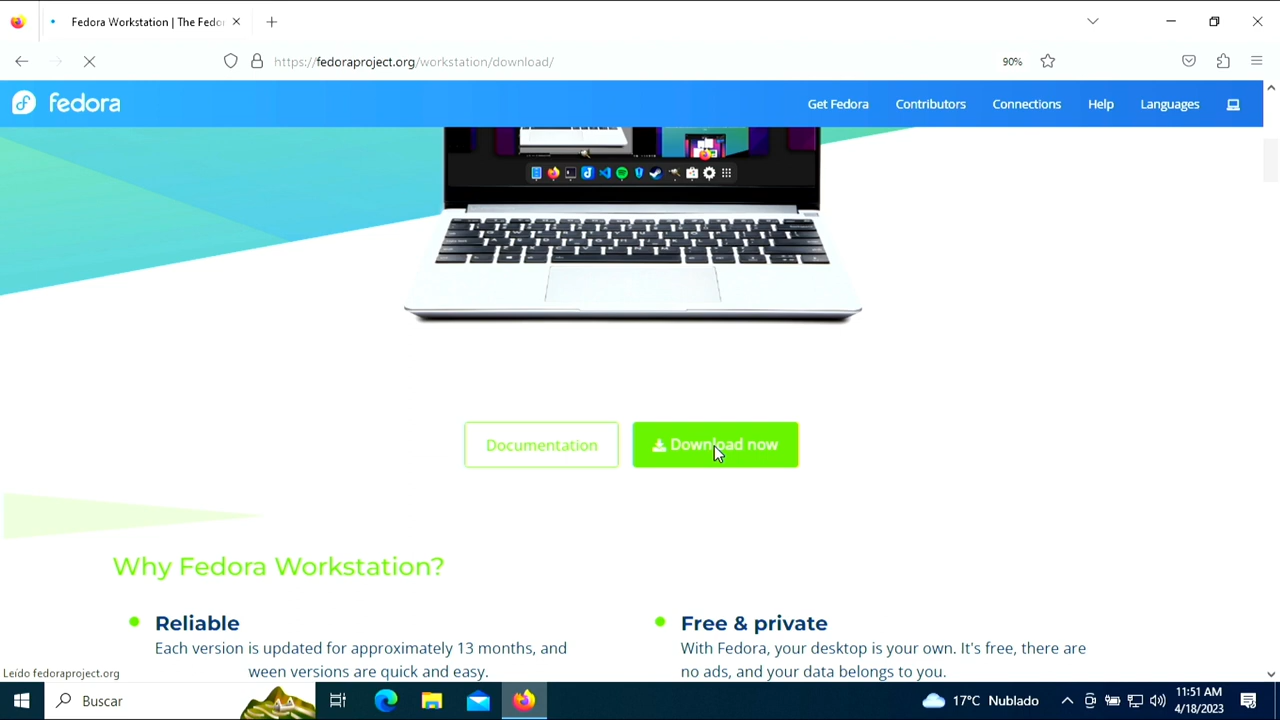 Fedora Workstation | The Fedor
https://fedoraproject.org/workstation/download/
90%
fedora
Get Fedora
Contributors
Connections
Help
Languages
Documentation
Download now
Why Fedora Workstation?
Reliable
Each version is updated for approximately 13 months, and
ween versions are quick and easy.
Free & private
With Fedora, your desktop is your own. It's free, there are
no ads, and your data belongs to you.
Leído fedoraproject.org
Buscar
17°C Nublado
11:51 AM
4/18/2023